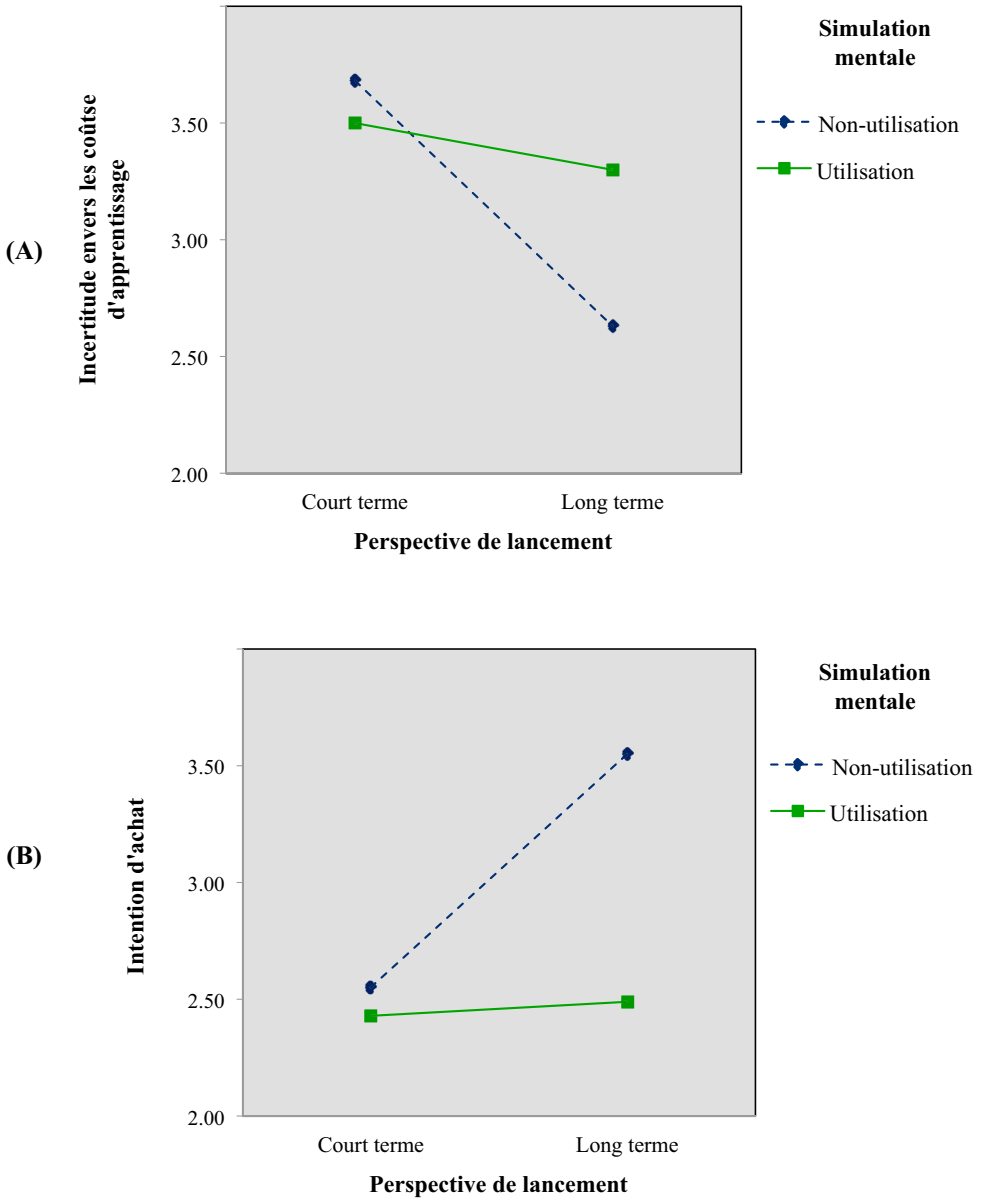 (A)
Incertitude envers les coûtse
d'apprentissage
3.50
3.00
2.50
2.00
Court terme
Long terme
Perspective de lancement
Simulation
mentale
Non-utilisation
Utilisation
(B)
Intention d'achat
3.50
3.00
2.50
2.00
Court terme
Long terme
Perspective de lancement
Simulation
mentale
Non-utilisation
Utilisation